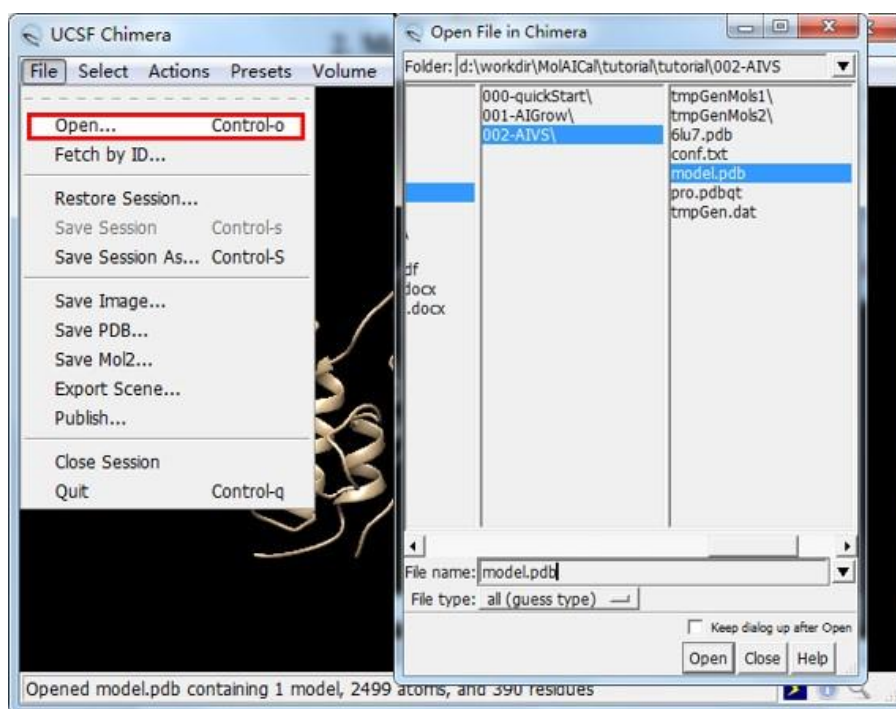 UCSF Chimera
File Select Actions Presets Volume
Open... Control-o
Fetch by ID...
Restore Session...
Save Session Control-s
Save Session As... Control-S
Save Image...
Save PDB...
Save Mol2...
Export Scene...
Publish...
Close Session
Quit Control-q
Opened model.pdb containing 1 model, 2499 atoms, and 390 residues
Open File in Chimera
Folder: d:\workdir\MolAICal\tutorial\tutorial\002-AIVS
\
df
docx
.docx
000-quickStart\
001-AIGrow\
002-AIVS\
tmpGenMols1\
tmpGenMols2\
6lu7.pdb
conf.txt
model.pdb
pro.pdbqt
tmpGen.dat
File name: model.pdb
File type: all (guess type)
Keep dialog up after Open
Open Close Help